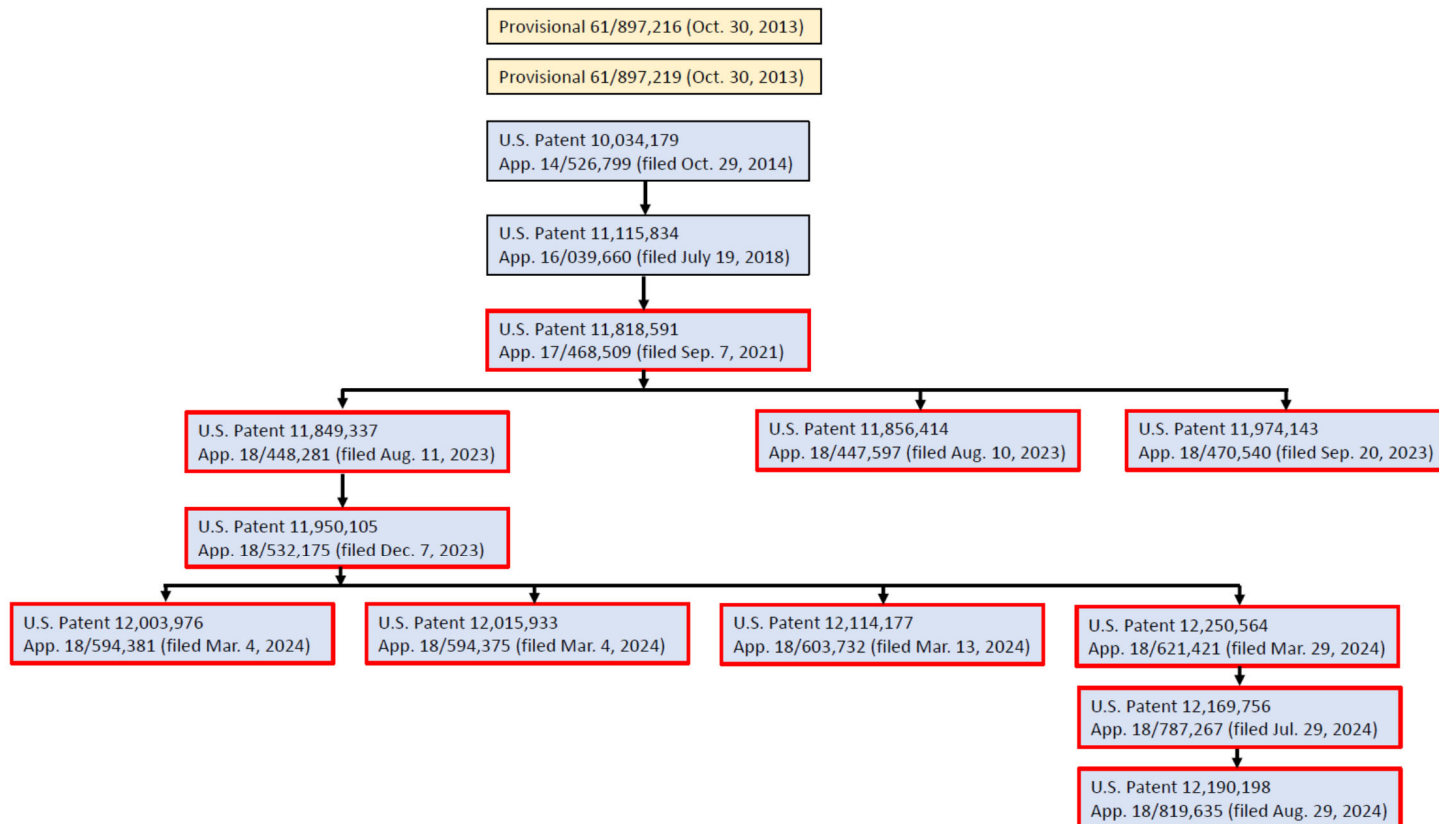 Provisional 61/897,216 (Oct. 30, 2013)
Provisional 61/897,219 (Oct. 30, 2013)
U.S. Patent 10,034,179
App. 14/526,799 (filed Oct. 29, 2014)
U.S. Patent 11,115,834
App. 16/039,660 (filed July 19, 2018)
U.S. Patent 11,818,591
App. 17/468,509 (filed Sep. 7, 2021)
U.S. Patent 11,849,337
App. 18/448,281 (filed Aug. 11, 2023)
U.S. Patent 11,856,414
App. 18/447,597 (filed Aug. 10, 2023)
U.S. Patent 11,974,143
App. 18/470,540 (filed Sep. 20, 2023)
U.S. Patent 11,950,105
App. 18/532,175 (filed Dec. 7, 2023)
U.S. Patent 12,003,976
App. 18/594,381 (filed Mar. 4, 2024)
U.S. Patent 12,015,933
App. 18/594,375 (filed Mar. 4, 2024)
U.S. Patent 12,114,177
App. 18/603,732 (filed Mar. 13, 2024)
U.S. Patent 12,250,564
App. 18/621,421 (filed Mar. 29, 2024)
U.S. Patent 12,169,756
App. 18/787,267 (filed Jul. 29, 2024)
U.S. Patent 12,190,198
App. 18/819,635 (filed Aug. 29, 2024)